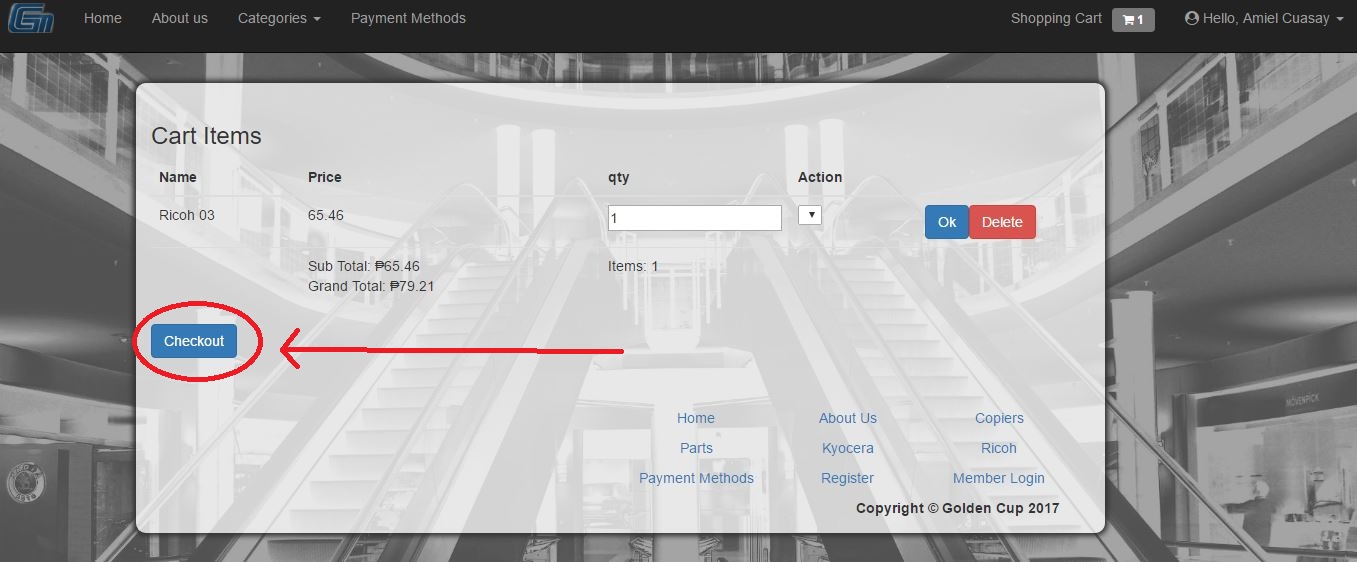 Home About us Categories Payment Methods Shopping Cart 1 Hello, Amiel Cuasay
Cart Items
Name Price qty Action
Ricoh 03 65.46 1 Ok Delete
Sub Total: ₱65.46 Items: 1
Grand Total: ₱79.21
Checkout
MÖVENPICK
Home About Us Copiers
Parts Kyocera Ricoh
Payment Methods Register Member Login
Copyright © Golden Cup 2017